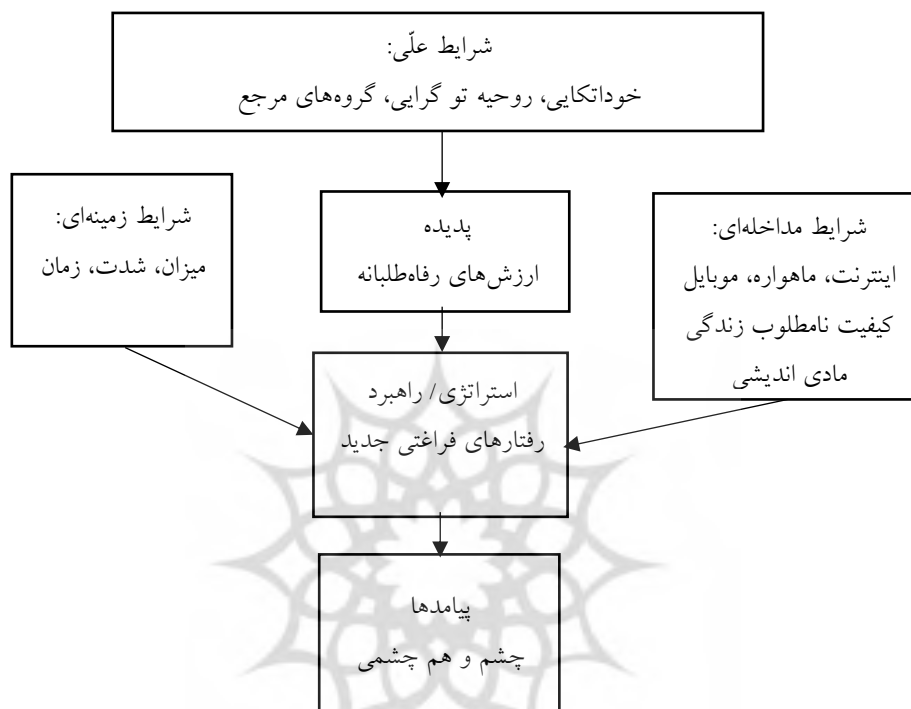 شرایط علّی:
خوداتکایی، روحیه تو گرایی، گروه‌های مرجع
شرایط زمینه‌ای:
میزان، شدت، زمان
پدیده
ارزش‌های رفاه‌طلبانه
شرایط مداخله‌ای:
اینترنت، ماهواره، موبایل
کیفیت نامطلوب زندگی
مادی اندیشی
استراتژی/ راهبرد
رفتارهای فراغتی جدید
پیامدها
چشم و هم چشمی